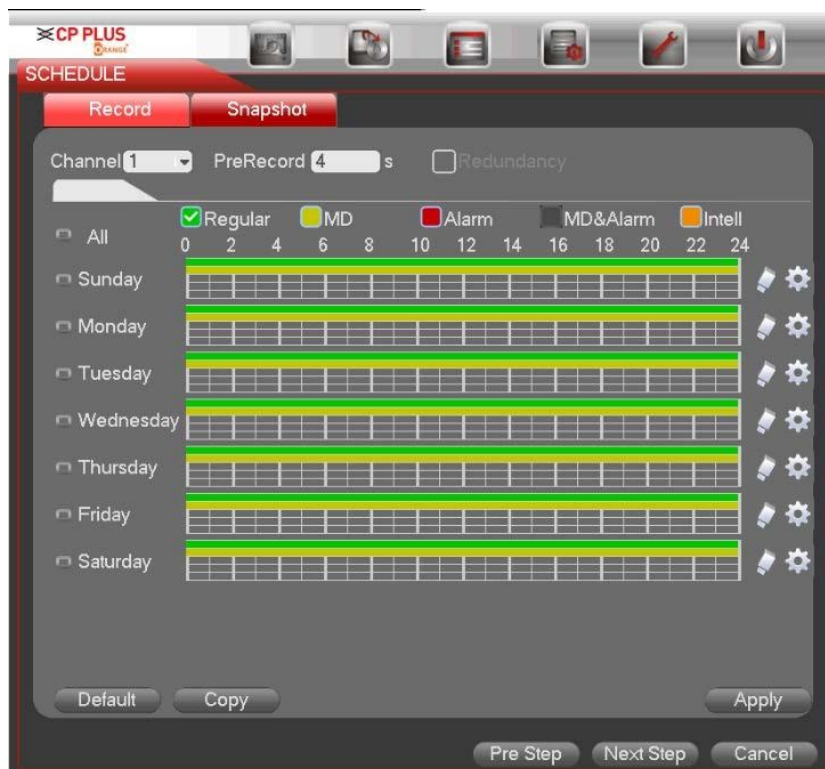 CP PLUS
ORANGE
SCHEDULE
Record Snapshot
Channel 1 PreRecord 4 s Redundancy
All Regular MD Alarm MD&Alarm Intell
0 2 4 6 8 10 12 14 16 18 20 22 24
Sunday
Monday
Tuesday
Wednesday
Thursday
Friday
Saturday
Default Copy Apply
Pre Step Next Step Cancel